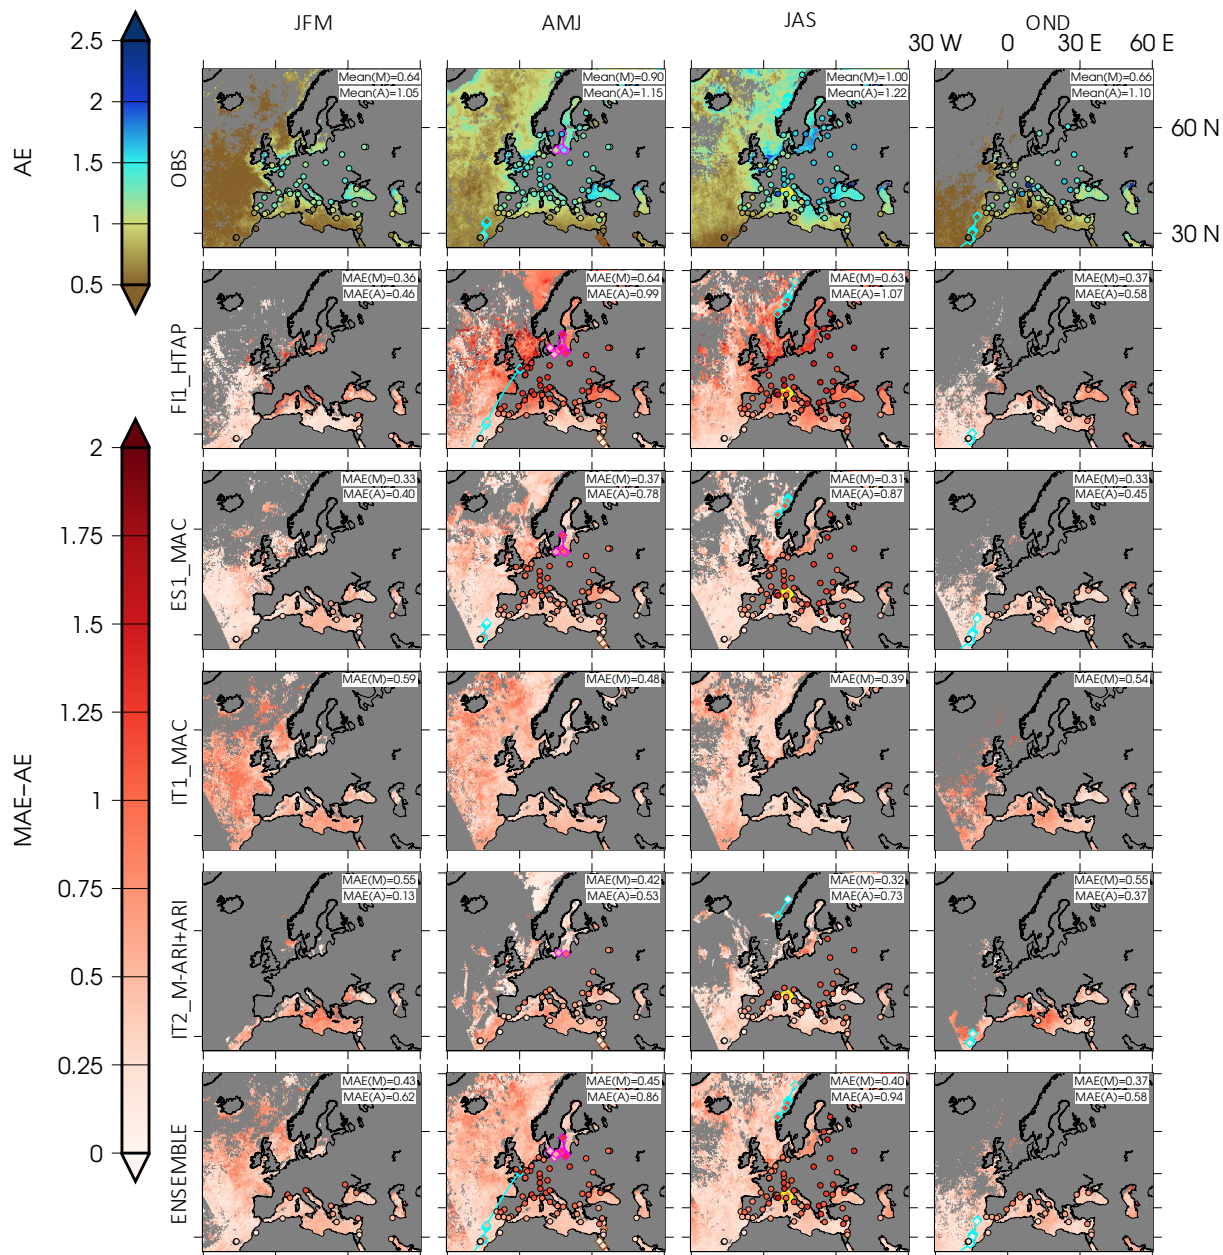 JFM
AMJ
JAS
OND
30 W
0
30 E
60 E
AE
2.5
2
1.5
1
0.5
OBS
Mean(M)=0.64
Mean(A)=1.05
Mean(M)=0.90
Mean(A)=1.15
Mean(M)=1.00
Mean(A)=1.22
Mean(M)=0.66
Mean(A)=1.10
60 N
30 N
FI1_HTAP
MAE(M)=0.36
MAE(A)=0.46
MAE(M)=0.64
MAE(A)=0.99
MAE(M)=0.63
MAE(A)=1.07
MAE(M)=0.37
MAE(A)=0.58
MAE-AE
2
1.75
1.5
1.25
1
0.75
0.5
0.25
0
ES1_MAC
MAE(M)=0.33
MAE(A)=0.40
MAE(M)=0.37
MAE(A)=0.78
MAE(M)=0.31
MAE(A)=0.87
MAE(M)=0.33
MAE(A)=0.45
IT1_MAC
MAE(M)=0.59
MAE(M)=0.48
MAE(M)=0.39
MAE(M)=0.54
IT2_M-ARI+ARI
MAE(M)=0.55
MAE(A)=0.13
MAE(M)=0.42
MAE(A)=0.53
MAE(M)=0.32
MAE(A)=0.73
MAE(M)=0.55
MAE(A)=0.37
ENSEMBLE
MAE(M)=0.43
MAE(A)=0.62
MAE(M)=0.45
MAE(A)=0.86
MAE(M)=0.40
MAE(A)=0.94
MAE(M)=0.37
MAE(A)=0.58